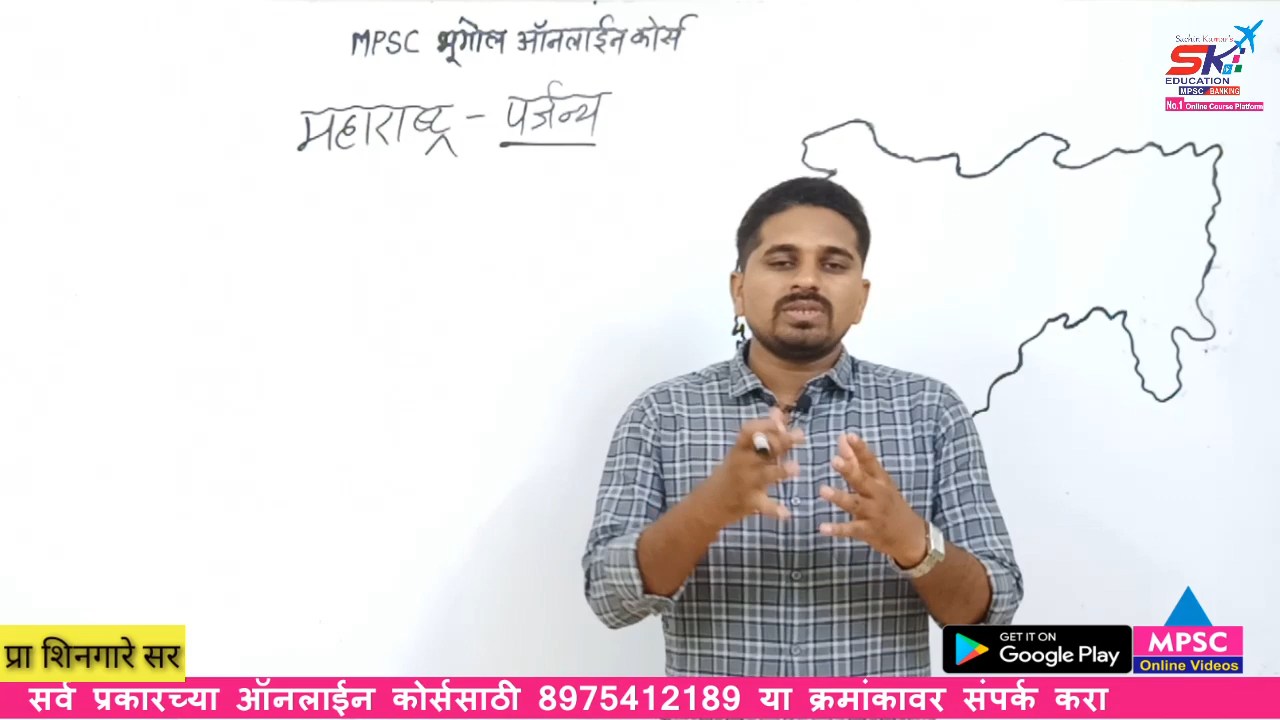 MPSC भूगोल ऑनलाईन कोर्स
महाराष्ट्र - पर्जन्य
Sachin Kumar's
SK
EDUCATION
MPSC BANKING
No.1 Online Course Platform
प्रा शिनगारे सर
GET IT ON
Google Play
MPSC
Online Videos
सर्व प्रकारच्या ऑनलाईन कोर्ससाठी 8975412189 या क्रमांकावर संपर्क करा